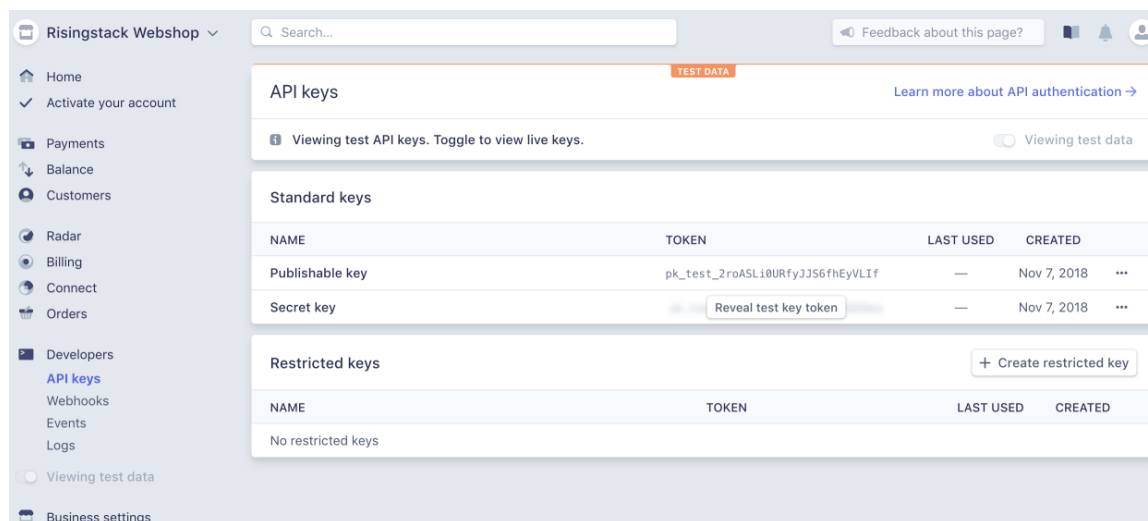 Risingstack Webshop
Search...
Feedback about this page?
Home
Activate your account
Payments
Balance
Customers
Radar
Billing
Connect
Orders
Developers
API keys
Webhooks
Events
Logs
Viewing test data
Business settings
TEST DATA
API keys
Learn more about API authentication →
Viewing test API keys. Toggle to view live keys.
Viewing test data
Standard keys
NAME TOKEN LAST USED CREATED
Publishable key pk_test_2roASLi0URfyJJS6fhEyVLIf — Nov 7, 2018 •••
Secret key Reveal test key token — Nov 7, 2018 •••
Restricted keys
+ Create restricted key
NAME TOKEN LAST USED CREATED
No restricted keys